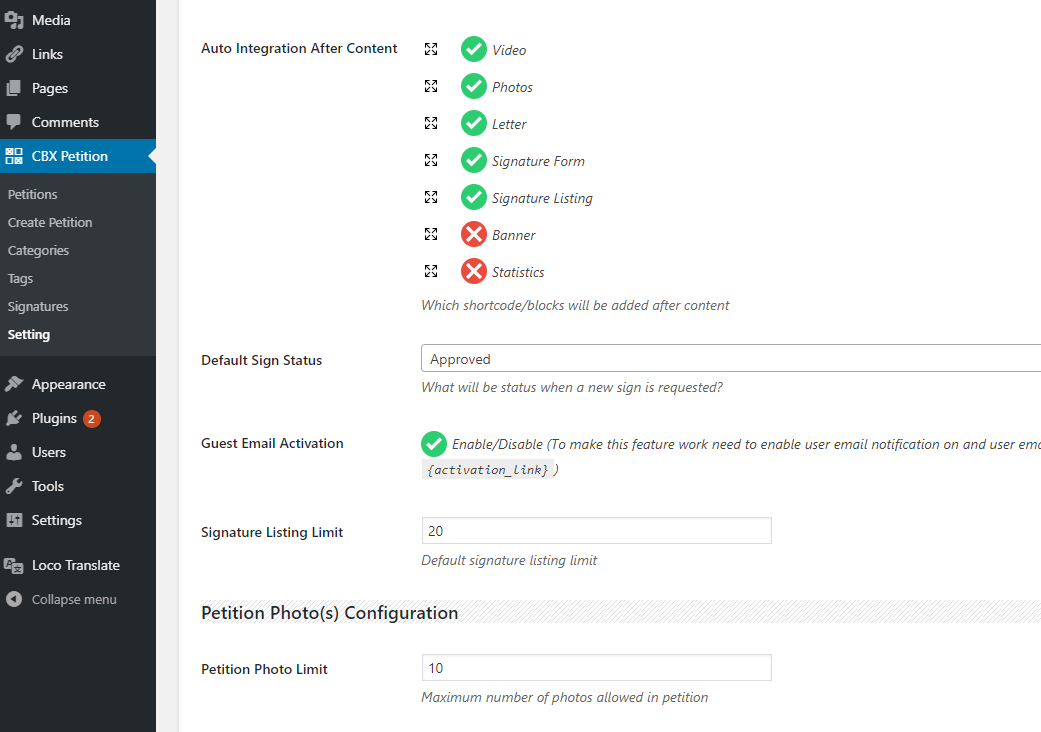 Media
Links
Pages
Comments
CBX Petition
Petitions
Create Petition
Categories
Tags
Signatures
Setting
Appearance
Plugins 2
Users
Tools
Settings
Loco Translate
Collapse menu
Auto Integration After Content
Video
Photos
Letter
Signature Form
Signature Listing
Banner
Statistics
Which shortcode/blocks will be added after content
Default Sign Status
Approved
What will be status when a new sign is requested?
Guest Email Activation
Enable/Disable (To make this feature work need to enable user email notification on and user ema
{activation_link} )
Signature Listing Limit
20
Default signature listing limit
Petition Photo(s) Configuration
Petition Photo Limit
10
Maximum number of photos allowed in petition